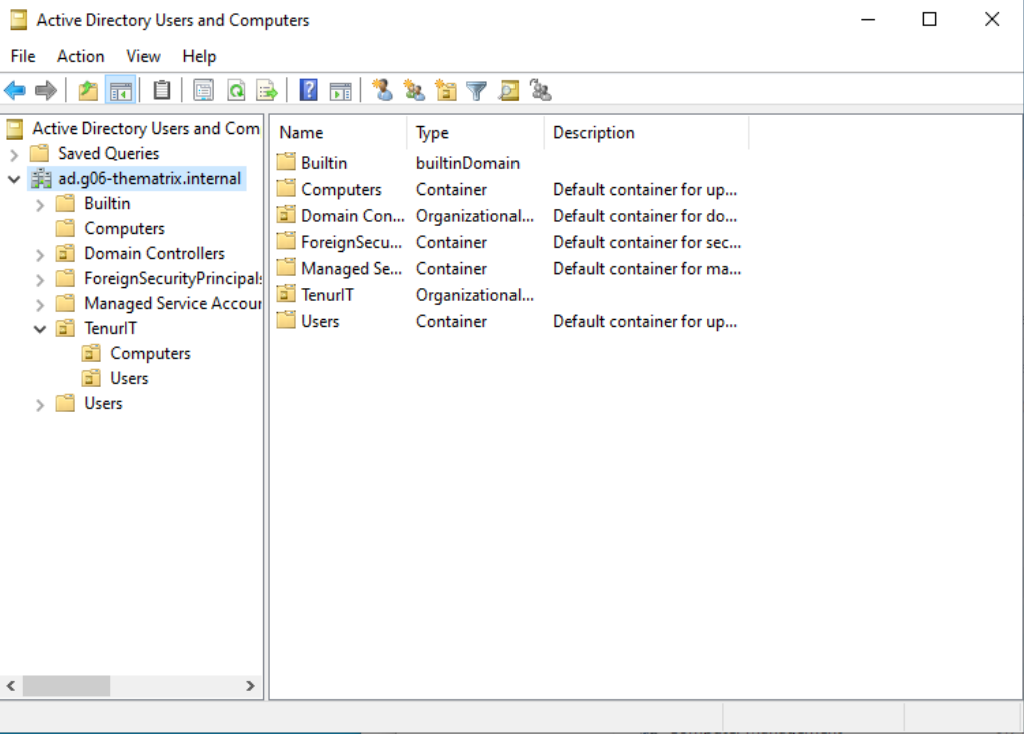 Active Directory Users and Computers
File Action View Help
Active Directory Users and Com
Saved Queries
ad.g06-thematrix.internal
Builtin
Computers
Domain Controllers
ForeignSecurityPrincipals
Managed Service Accour
TenurIT
Computers
Users
Users
Name Type Description
Builtin builtinDomain
Computers Container Default container for up...
Domain Con... Organizational... Default container for do...
ForeignSecu... Container Default container for sec...
Managed Se... Container Default container for ma...
TenurIT Organizational...
Users Container Default container for up...